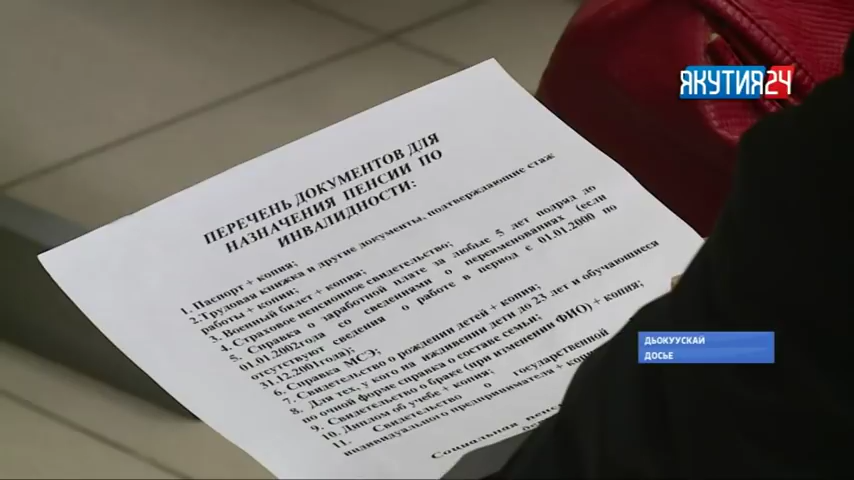 ЯКУТИЯ24
ПЕРЕЧЕНЬ ДОКУМЕНТОВ ДЛЯ
НАЗНАЧЕНИЯ ПЕНСИИ ПО
ИНВАЛИДНОСТИ:
1. Паспорт + копия;
2.Трудовая книжка и другие документы, подтверждающие стаж
работы + копии;
3. Военный билет + копия;
4. Страховое пенсионное свидетельство;
5. Справка о заработной плате за любые 5 лет подряд до
01.01.2002года со сведениями о переименованиях (если
отсутствуют сведения о работе в период с 01.01.2000 по
31.12.2001года);
6. Справка МСЭ;
7. Свидетельство о рождении детей + копия;
8. Для тех, у кого на иждивении дети до 23 лет и обучающиеся
по очной форме справка о составе семьи;
9. Свидетельство о браке (при изменении ФИО) + копия;
10. Диплом об учебе + копия;
11. Свидетельство о государственной
индивидуального предпринимателя +
Социальная
ДЬОКУУСКАЙ
ДОСЬЕ